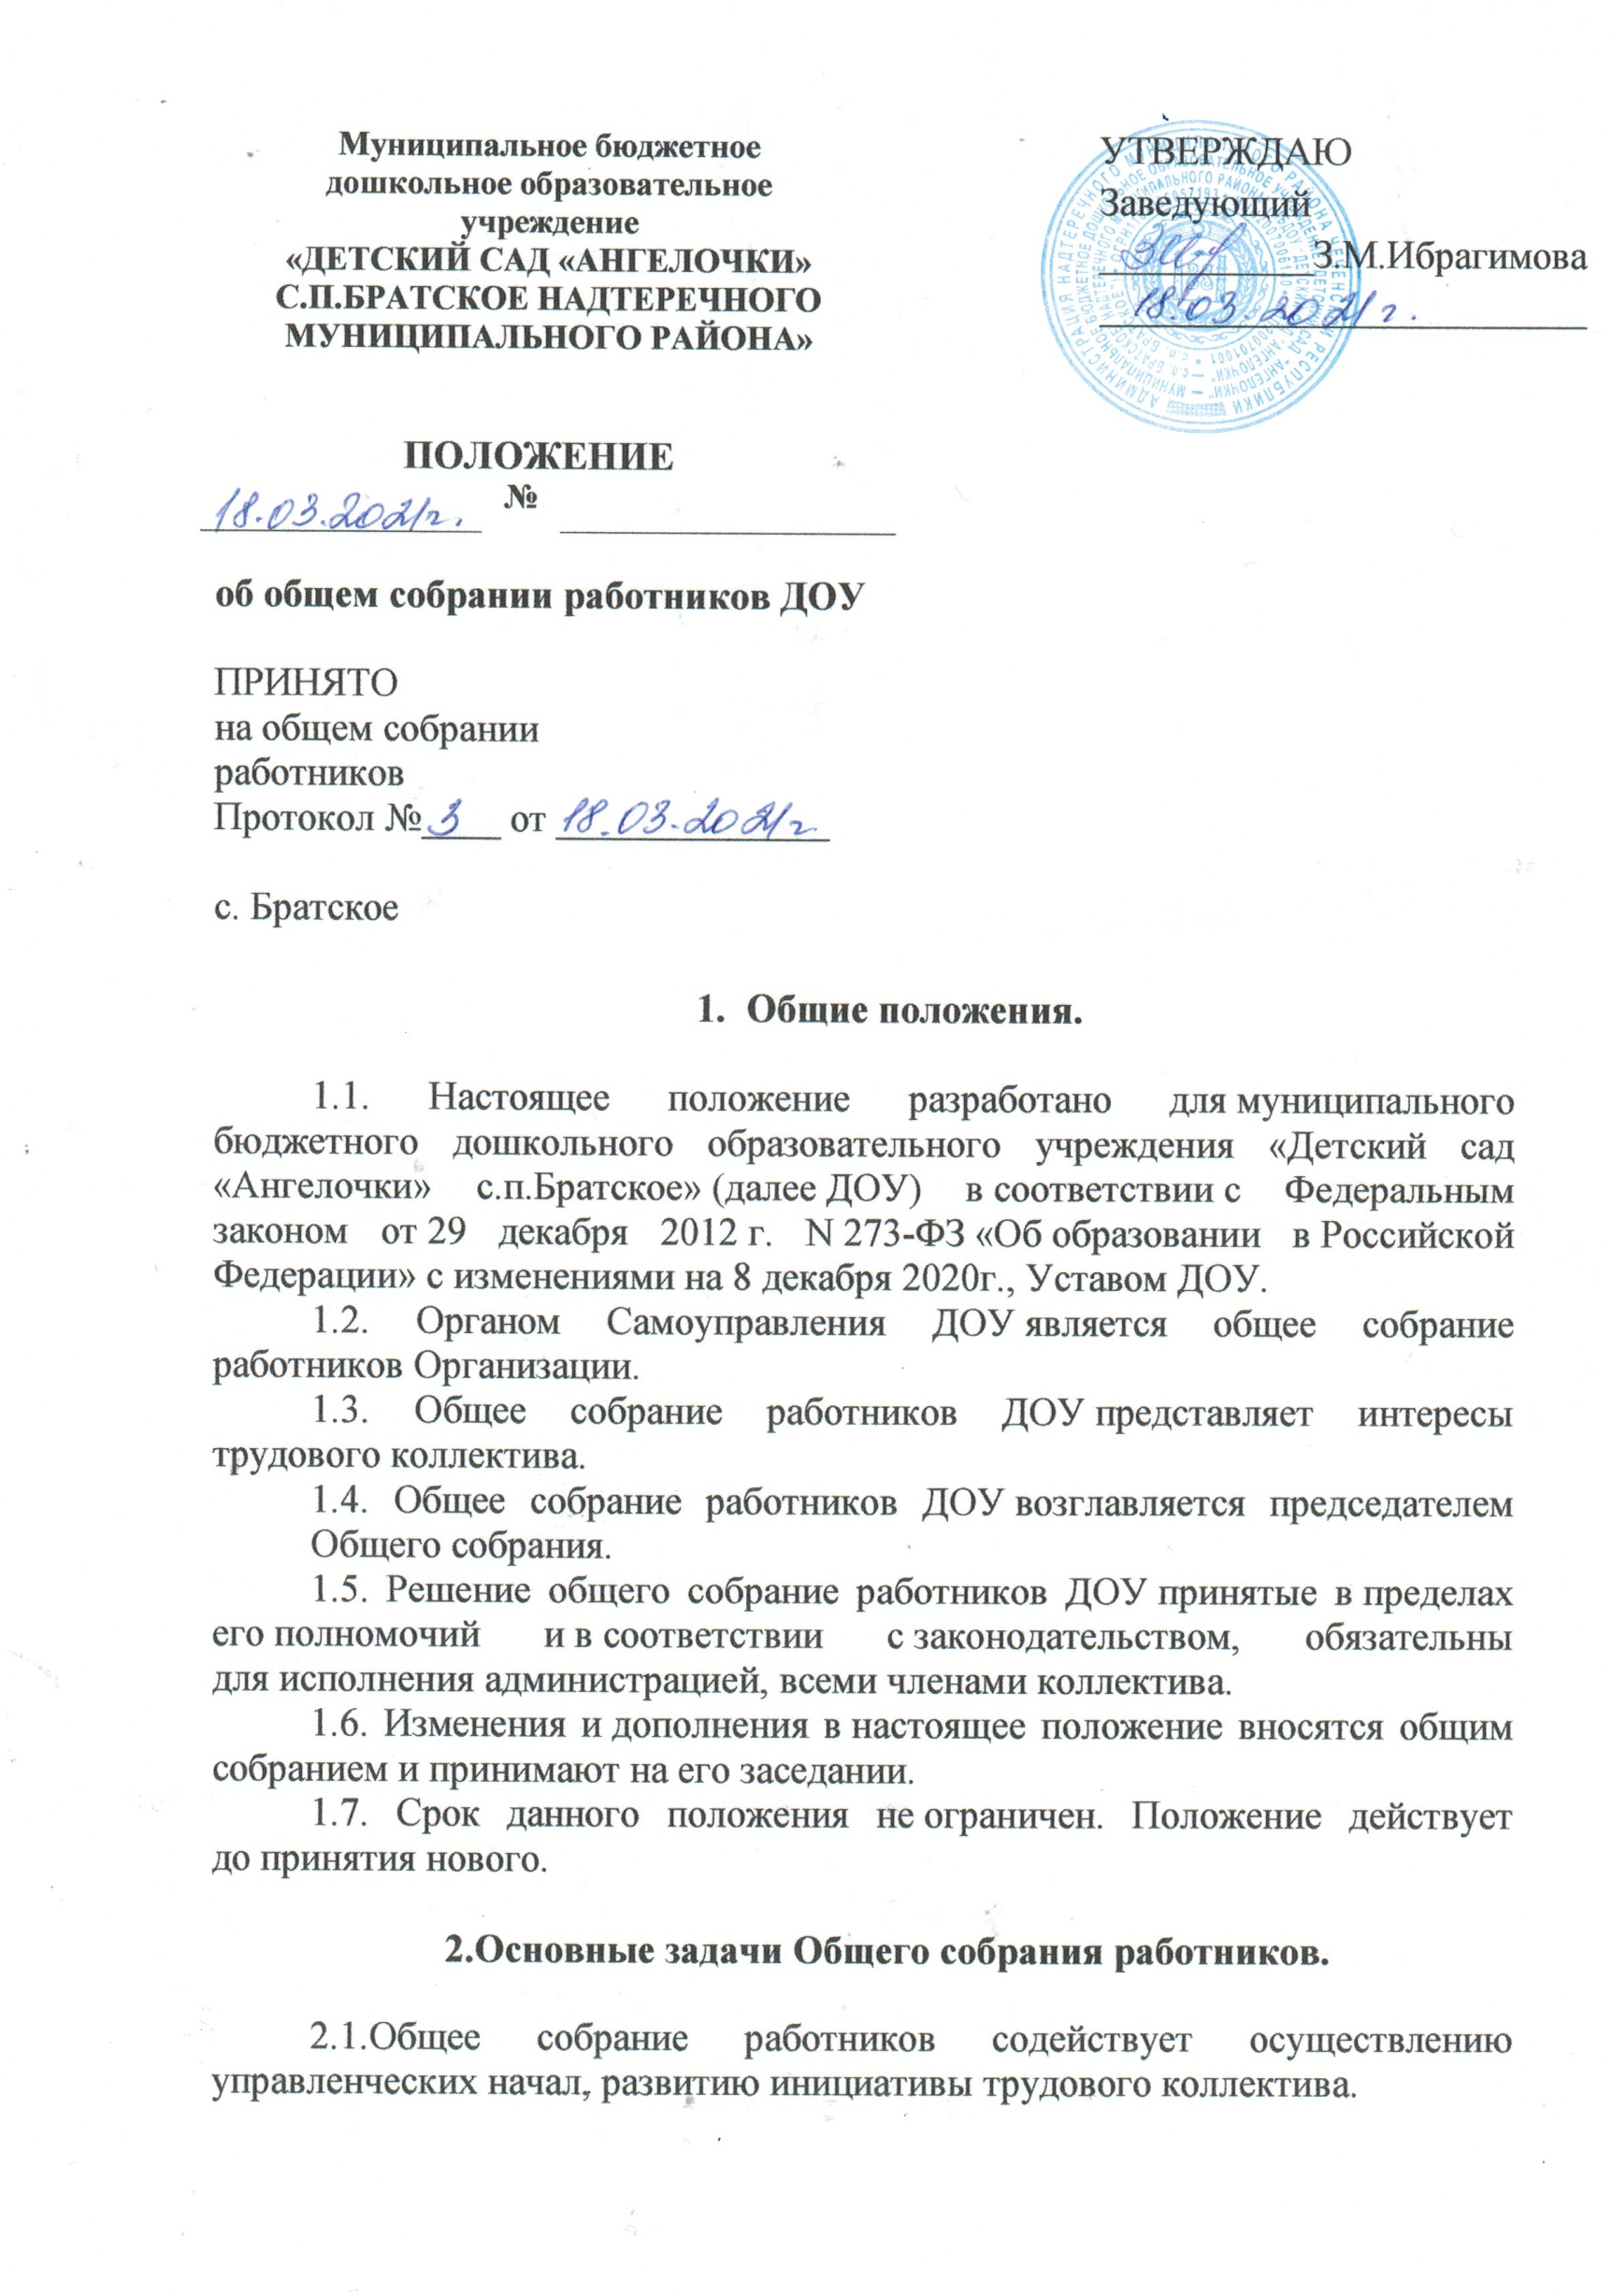 Муниципальное бюджетное
дошкольное образовательное
учреждение
«ДЕТСКИЙ САД «АНГЕЛОЧКИ»
С.П.БРАТСКОЕ НАДТЕРЕЧНОГО
МУНИЦИПАЛЬНОГО РАЙОНА»
УТВЕРЖДАЮ
Заведующий
З.М.Ибрагимова
18.03.2021г.
ПОЛОЖЕНИЕ
18.03.2021г. №
об общем собрании работников ДОУ
ПРИНЯТО
на общем собрании
работников
Протокол № 3 от 18.03.2021г
с. Братское
1. Общие положения.
1.1. Настоящее положение разработано для муниципального
бюджетного дошкольного образовательного учреждения «Детский сад
«Ангелочки» с.п.Братское» (далее ДОУ) в соответствии с Федеральным
законом от 29 декабря 2012 г. N 273-ФЗ «Об образовании в Российской
Федерации» с изменениями на 8 декабря 2020г., Уставом ДОУ.
1.2. Органом Самоуправления ДОУ является общее собрание
работников Организации.
1.3. Общее собрание работников ДОУ представляет интересы
трудового коллектива.
1.4. Общее собрание работников ДОУ возглавляется председателем
Общего собрания.
1.5. Решение общего собрание работников ДОУ принятые в пределах
его полномочий и в соответствии с законодательством, обязательны
для исполнения администрацией, всеми членами коллектива.
1.6. Изменения и дополнения в настоящее положение вносятся общим
собранием и принимают на его заседании.
1.7. Срок данного положения не ограничен. Положение действует
до принятия нового.
2.Основные задачи Общего собрания работников.
2.1.Общее собрание работников содействует осуществлению
управленческих начал, развитию инициативы трудового коллектива.